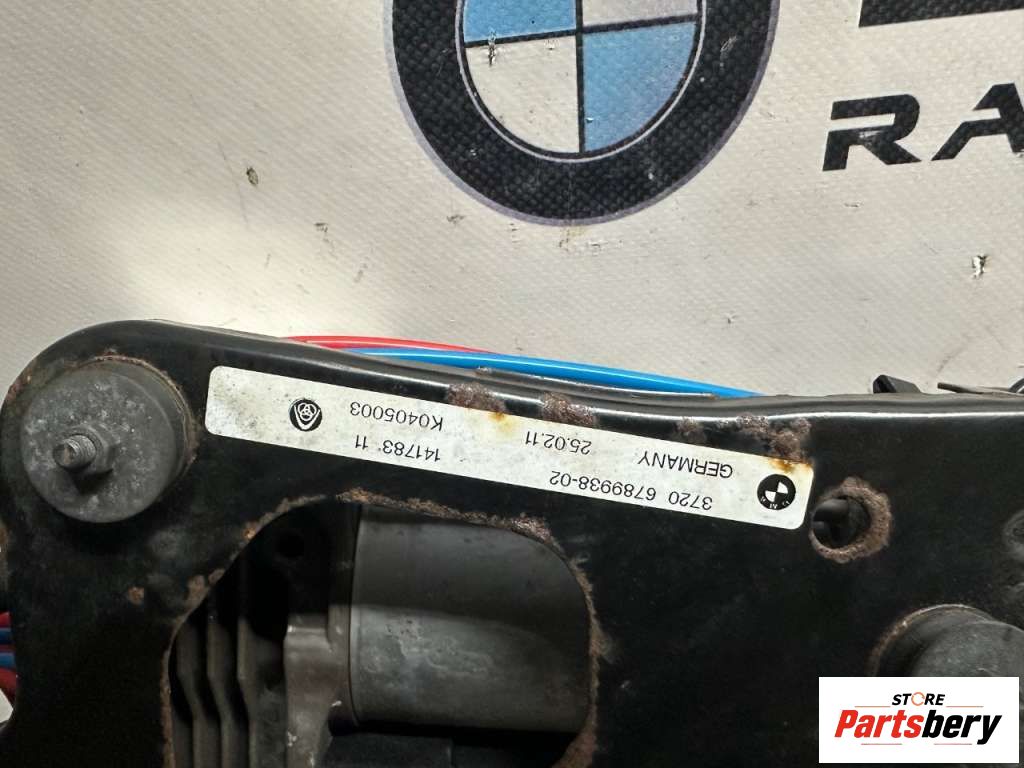 RA
3720 6789938-02
141783 11
GERMANY
25.02.11
K0405003
STORE
Partsbery